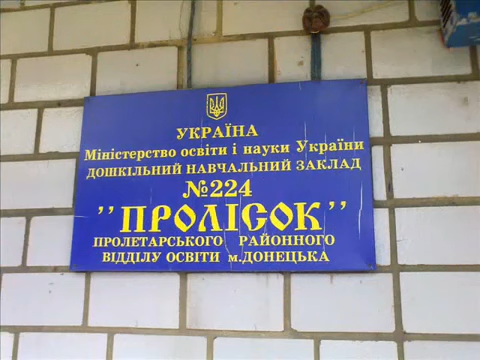 УКРАЇНА
Міністерство освіти і науки України
ДОШКІЛЬНИЙ НАВЧАЛЬНИЙ ЗАКЛАД
№224
"ПРОЛІСОК"
ПРОЛЕТАРСЬКОГО РАЙОННОГО
ВІДДІЛУ ОСВІТИ м.ДОНЕЦЬКА